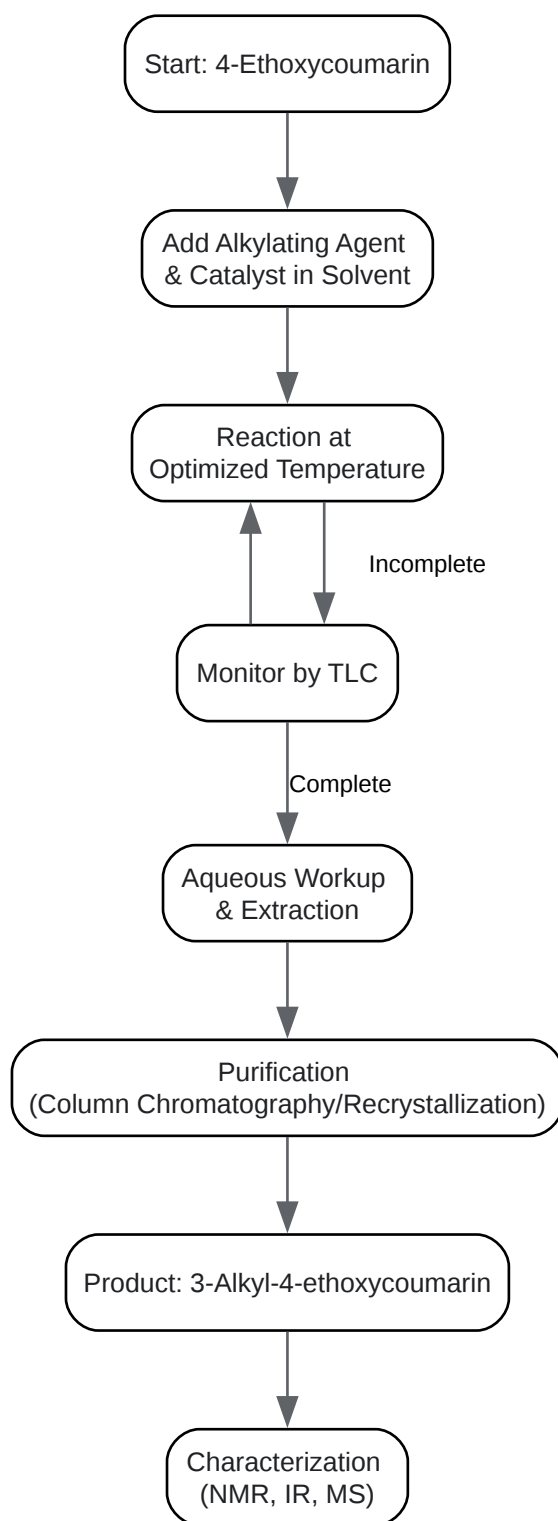 Start: 4-Ethoxycoumarin
Add Alkylating Agent
& Catalyst in Solvent
Reaction at
Optimized Temperature
Incomplete
Monitor by TLC
Complete
Aqueous Workup
& Extraction
Purification
(Column Chromatography/Recrystallization)
Product: 3-Alkyl-4-ethoxycoumarin
Characterization
(NMR, IR, MS)